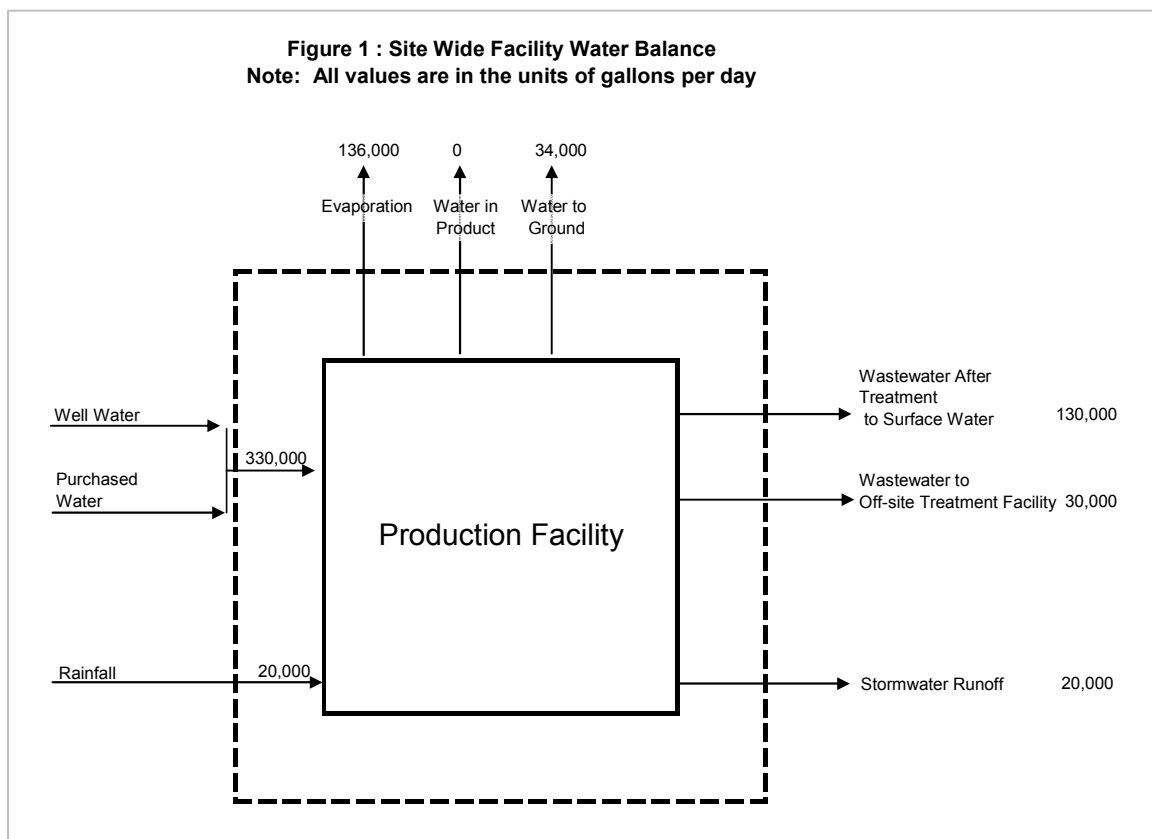 Figure 1 : Site Wide Facility Water Balance
Note: All values are in the units of gallons per day
136,000
0
34,000
Evaporation
Water in
Product
Water to
Ground
Well Water
330,000
Purchased
Water
Production Facility
Wastewater After
Treatment
to Surface Water
130,000
Wastewater to
Off-site Treatment Facility
30,000
Rainfall
20,000
Stormwater Runoff
20,000